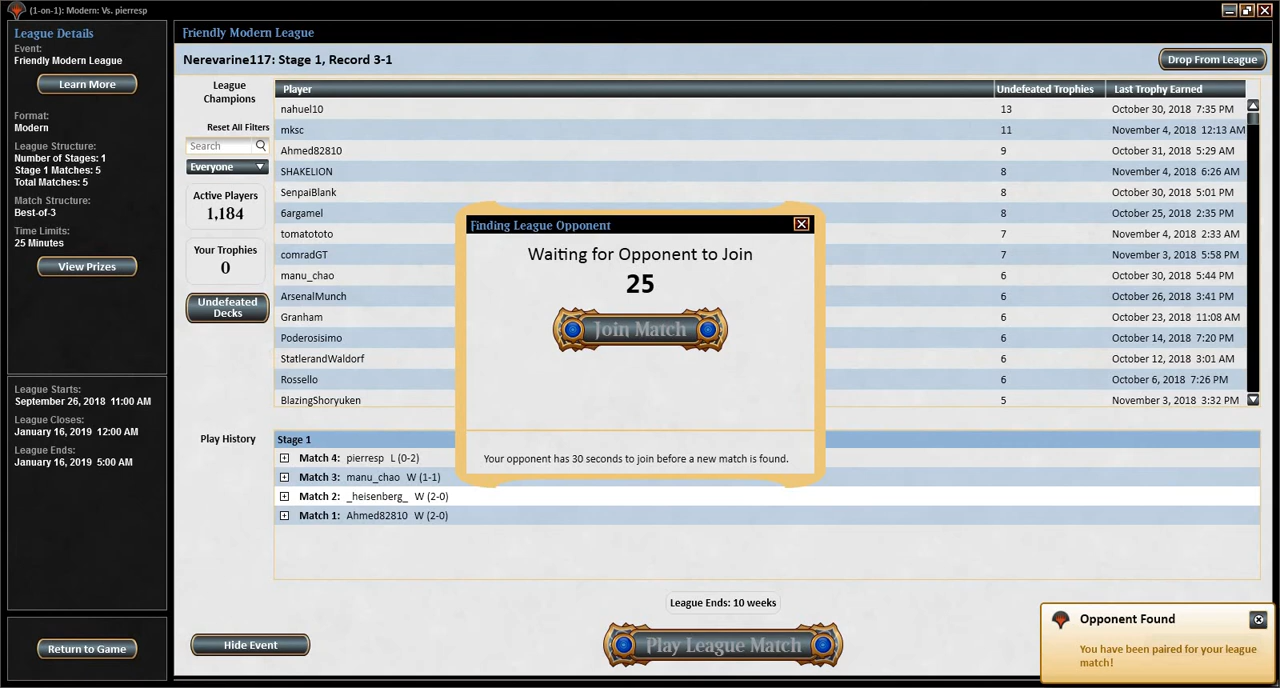 (1-on-1): Modern: Vs. pierresp
League Details
Event:
Friendly Modern League
Learn More
Format:
Modern
League Structure:
Number of Stages: 1
Stage 1 Matches: 5
Total Matches: 5
Match Structure:
Best-of-3
Time Limits:
25 Minutes
View Prizes
League Starts:
September 26, 2018 11:00 AM
League Closes:
January 16, 2019 12:00 AM
League Ends:
January 16, 2019 5:00 AM
Return to Game
Friendly Modern League
Nerevarine117: Stage 1, Record 3-1
Drop From League
League
Champions
Reset All Filters
Search
Everyone
Active Players
1,184
Your Trophies
0
Undefeated
Decks
Player Undefeated Trophies Last Trophy Earned
nahuel10 13 October 30, 2018 7:35 PM
mksc 11 November 4, 2018 12:13 AM
Ahmed82810 9 October 31, 2018 5:29 AM
SHAKELION 8 November 4, 2018 6:26 AM
SenpaiBlank 8 October 30, 2018 5:01 PM
6argamel 8 October 25, 2018 2:35 PM
tomatototo 7 November 4, 2018 2:33 AM
comradGT 7 November 3, 2018 5:58 PM
manu_chao 6 October 30, 2018 5:44 PM
ArsenalMunch 6 October 26, 2018 3:41 PM
Granham 6 October 23, 2018 11:08 AM
Poderosisimo 6 October 14, 2018 7:20 PM
StatlerandWaldorf 6 October 12, 2018 3:01 AM
Rossello 6 October 6, 2018 7:26 PM
BlazingShoryuken 5 November 3, 2018 3:32 PM
Finding League Opponent
Waiting for Opponent to Join
25
Join Match
Your opponent has 30 seconds to join before a new match is found.
Play History
Stage 1
Match 4: pierresp L (0-2)
Match 3: manu_chao W (1-1)
Match 2: _heisenberg_ W (2-0)
Match 1: Ahmed82810 W (2-0)
League Ends: 10 weeks
Hide Event
Play League Match
Opponent Found
You have been paired for your league
match!